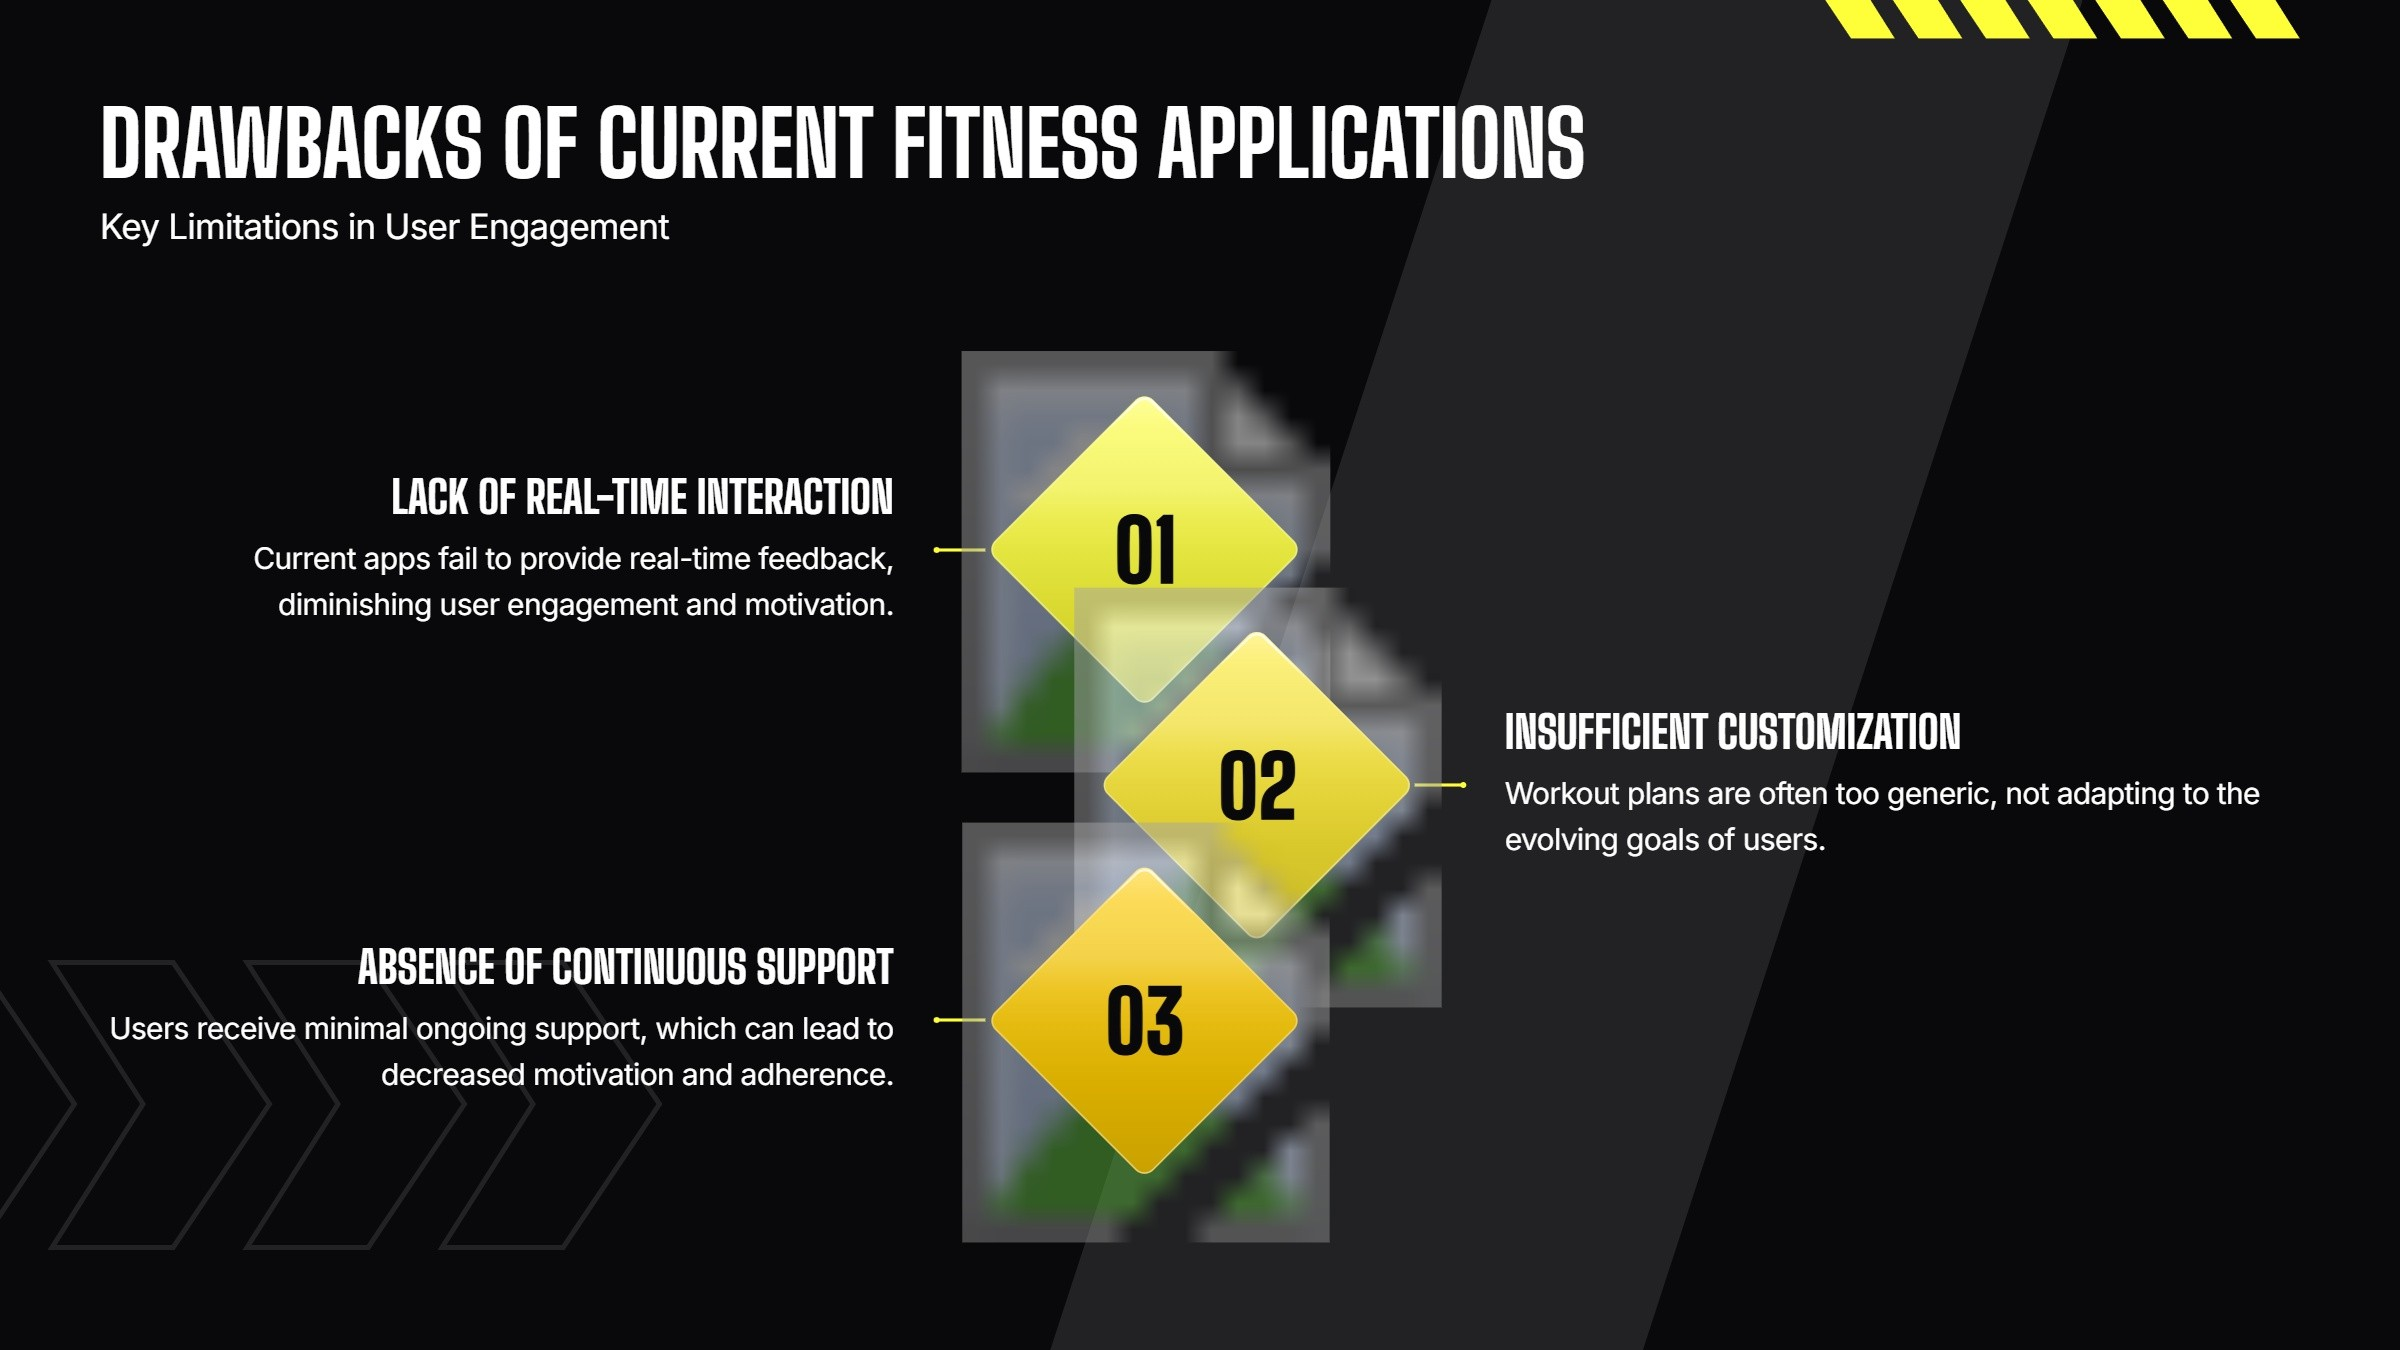 DRAWBACKS OF CURRENT FITNESS APPLICATIONS
Key Limitations in User Engagement
01
LACK OF REAL-TIME INTERACTION
Current apps fail to provide real-time feedback,
diminishing user engagement and motivation.
02
INSUFFICIENT CUSTOMIZATION
Workout plans are often too generic, not adapting to the
evolving goals of users.
03
ABSENCE OF CONTINUOUS SUPPORT
Users receive minimal ongoing support, which can lead to
decreased motivation and adherence.